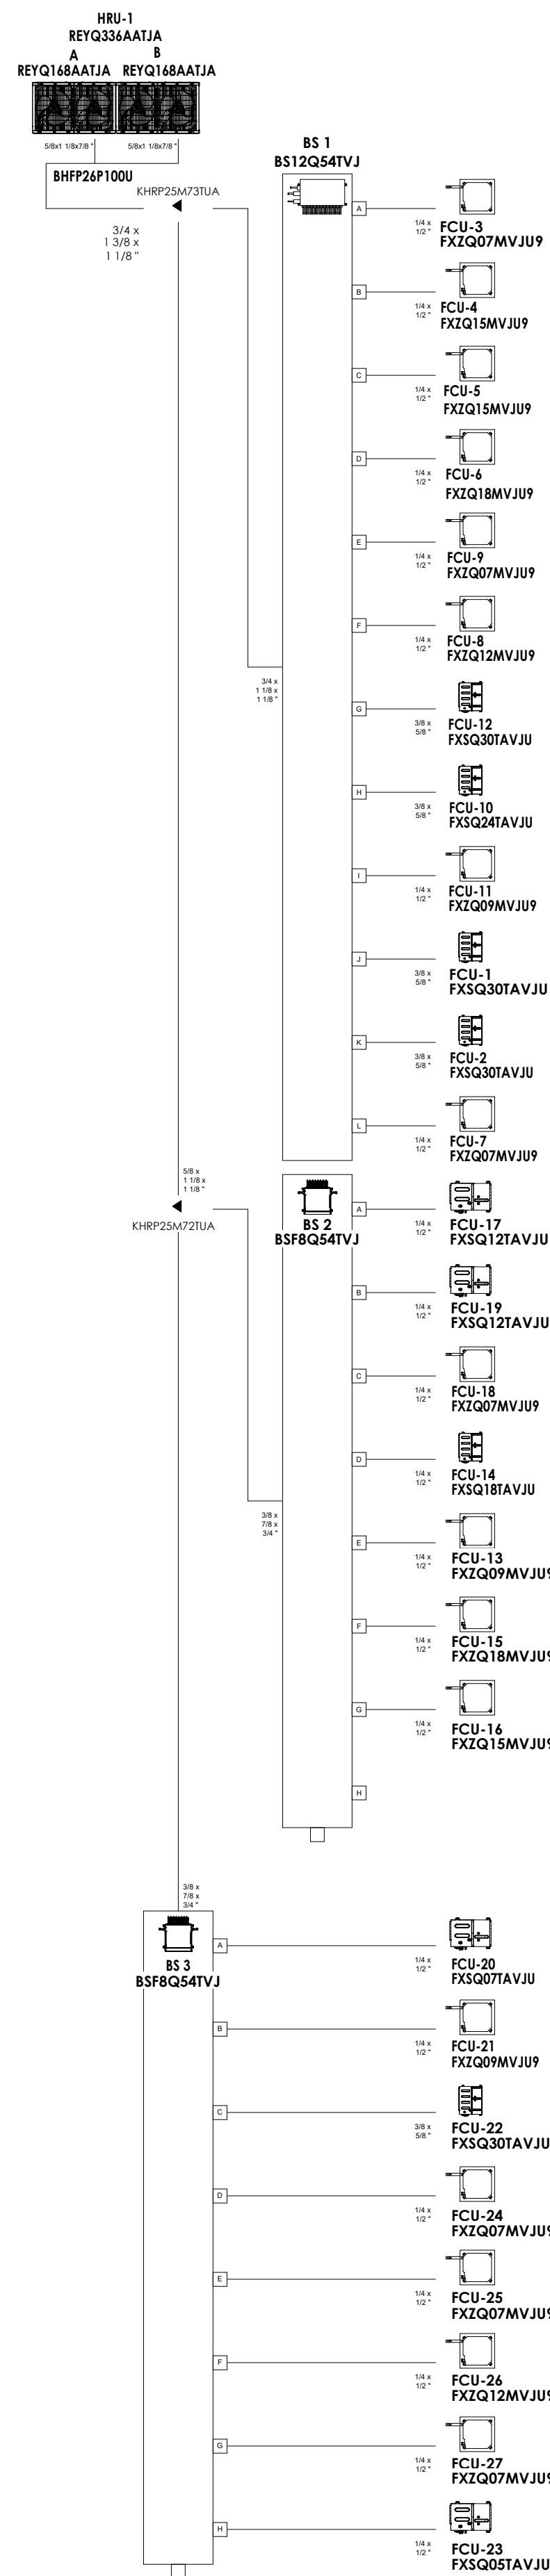 HRU-1
REYQ336AATJA
A
REYQ168AATJA
B
REYQ168AATJA
5/8x1 1/8x7/8 "
5/8x1 1/8x7/8 "
BHFP26P100U
KHRP25M73TUA
3/4 x
1 3/8 x
1 1/8 "
BS 1
BS12Q54TVJ
A
1/4 x
1/2 "
FCU-3
FXZQ07MVJU9
B
1/4 x
1/2 "
FCU-4
FXZQ15MVJU9
C
1/4 x
1/2 "
FCU-5
FXZQ15MVJU9
D
1/4 x
1/2 "
FCU-6
FXZQ18MVJU9
E
1/4 x
1/2 "
FCU-9
FXZQ07MVJU9
F
1/4 x
1/2 "
FCU-8
FXZQ12MVJU9
3/4 x
1 1/8 x
1 1/8 "
G
3/8 x
5/8 "
FCU-12
FXSQ30TAVJU
H
3/8 x
5/8 "
FCU-10
FXSQ24TAVJU
I
1/4 x
1/2 "
FCU-11
FXZQ09MVJU9
J
3/8 x
5/8 "
FCU-1
FXSQ30TAVJU
K
3/8 x
5/8 "
FCU-2
FXSQ30TAVJU
L
1/4 x
1/2 "
FCU-7
FXZQ07MVJU9
5/8 x
1 1/8 x
1 1/8 "
KHRP25M72TUA
BS 2
BSF8Q54TVJ
A
1/4 x
1/2 "
FCU-17
FXSQ12TAVJU
B
1/4 x
1/2 "
FCU-19
FXSQ12TAVJU
C
1/4 x
1/2 "
FCU-18
FXZQ07MVJU9
D
1/4 x
1/2 "
FCU-14
FXSQ18TAVJU
3/8 x
7/8 x
3/4 "
E
1/4 x
1/2 "
FCU-13
FXZQ09MVJU9
F
1/4 x
1/2 "
FCU-15
FXZQ18MVJU9
G
1/4 x
1/2 "
FCU-16
FXZQ15MVJU9
H
3/8 x
7/8 x
3/4 "
BS 3
BSF8Q54TVJ
A
1/4 x
1/2 "
FCU-20
FXSQ07TAVJU
B
1/4 x
1/2 "
FCU-21
FXZQ09MVJU9
C
3/8 x
5/8 "
FCU-22
FXSQ30TAVJU
D
1/4 x
1/2 "
FCU-24
FXZQ07MVJU9
E
1/4 x
1/2 "
FCU-25
FXZQ07MVJU9
F
1/4 x
1/2 "
FCU-26
FXZQ12MVJU9
G
1/4 x
1/2 "
FCU-27
FXZQ07MVJU9
H
1/4 x
1/2 "
FCU-23
FXSQ05TAVJU